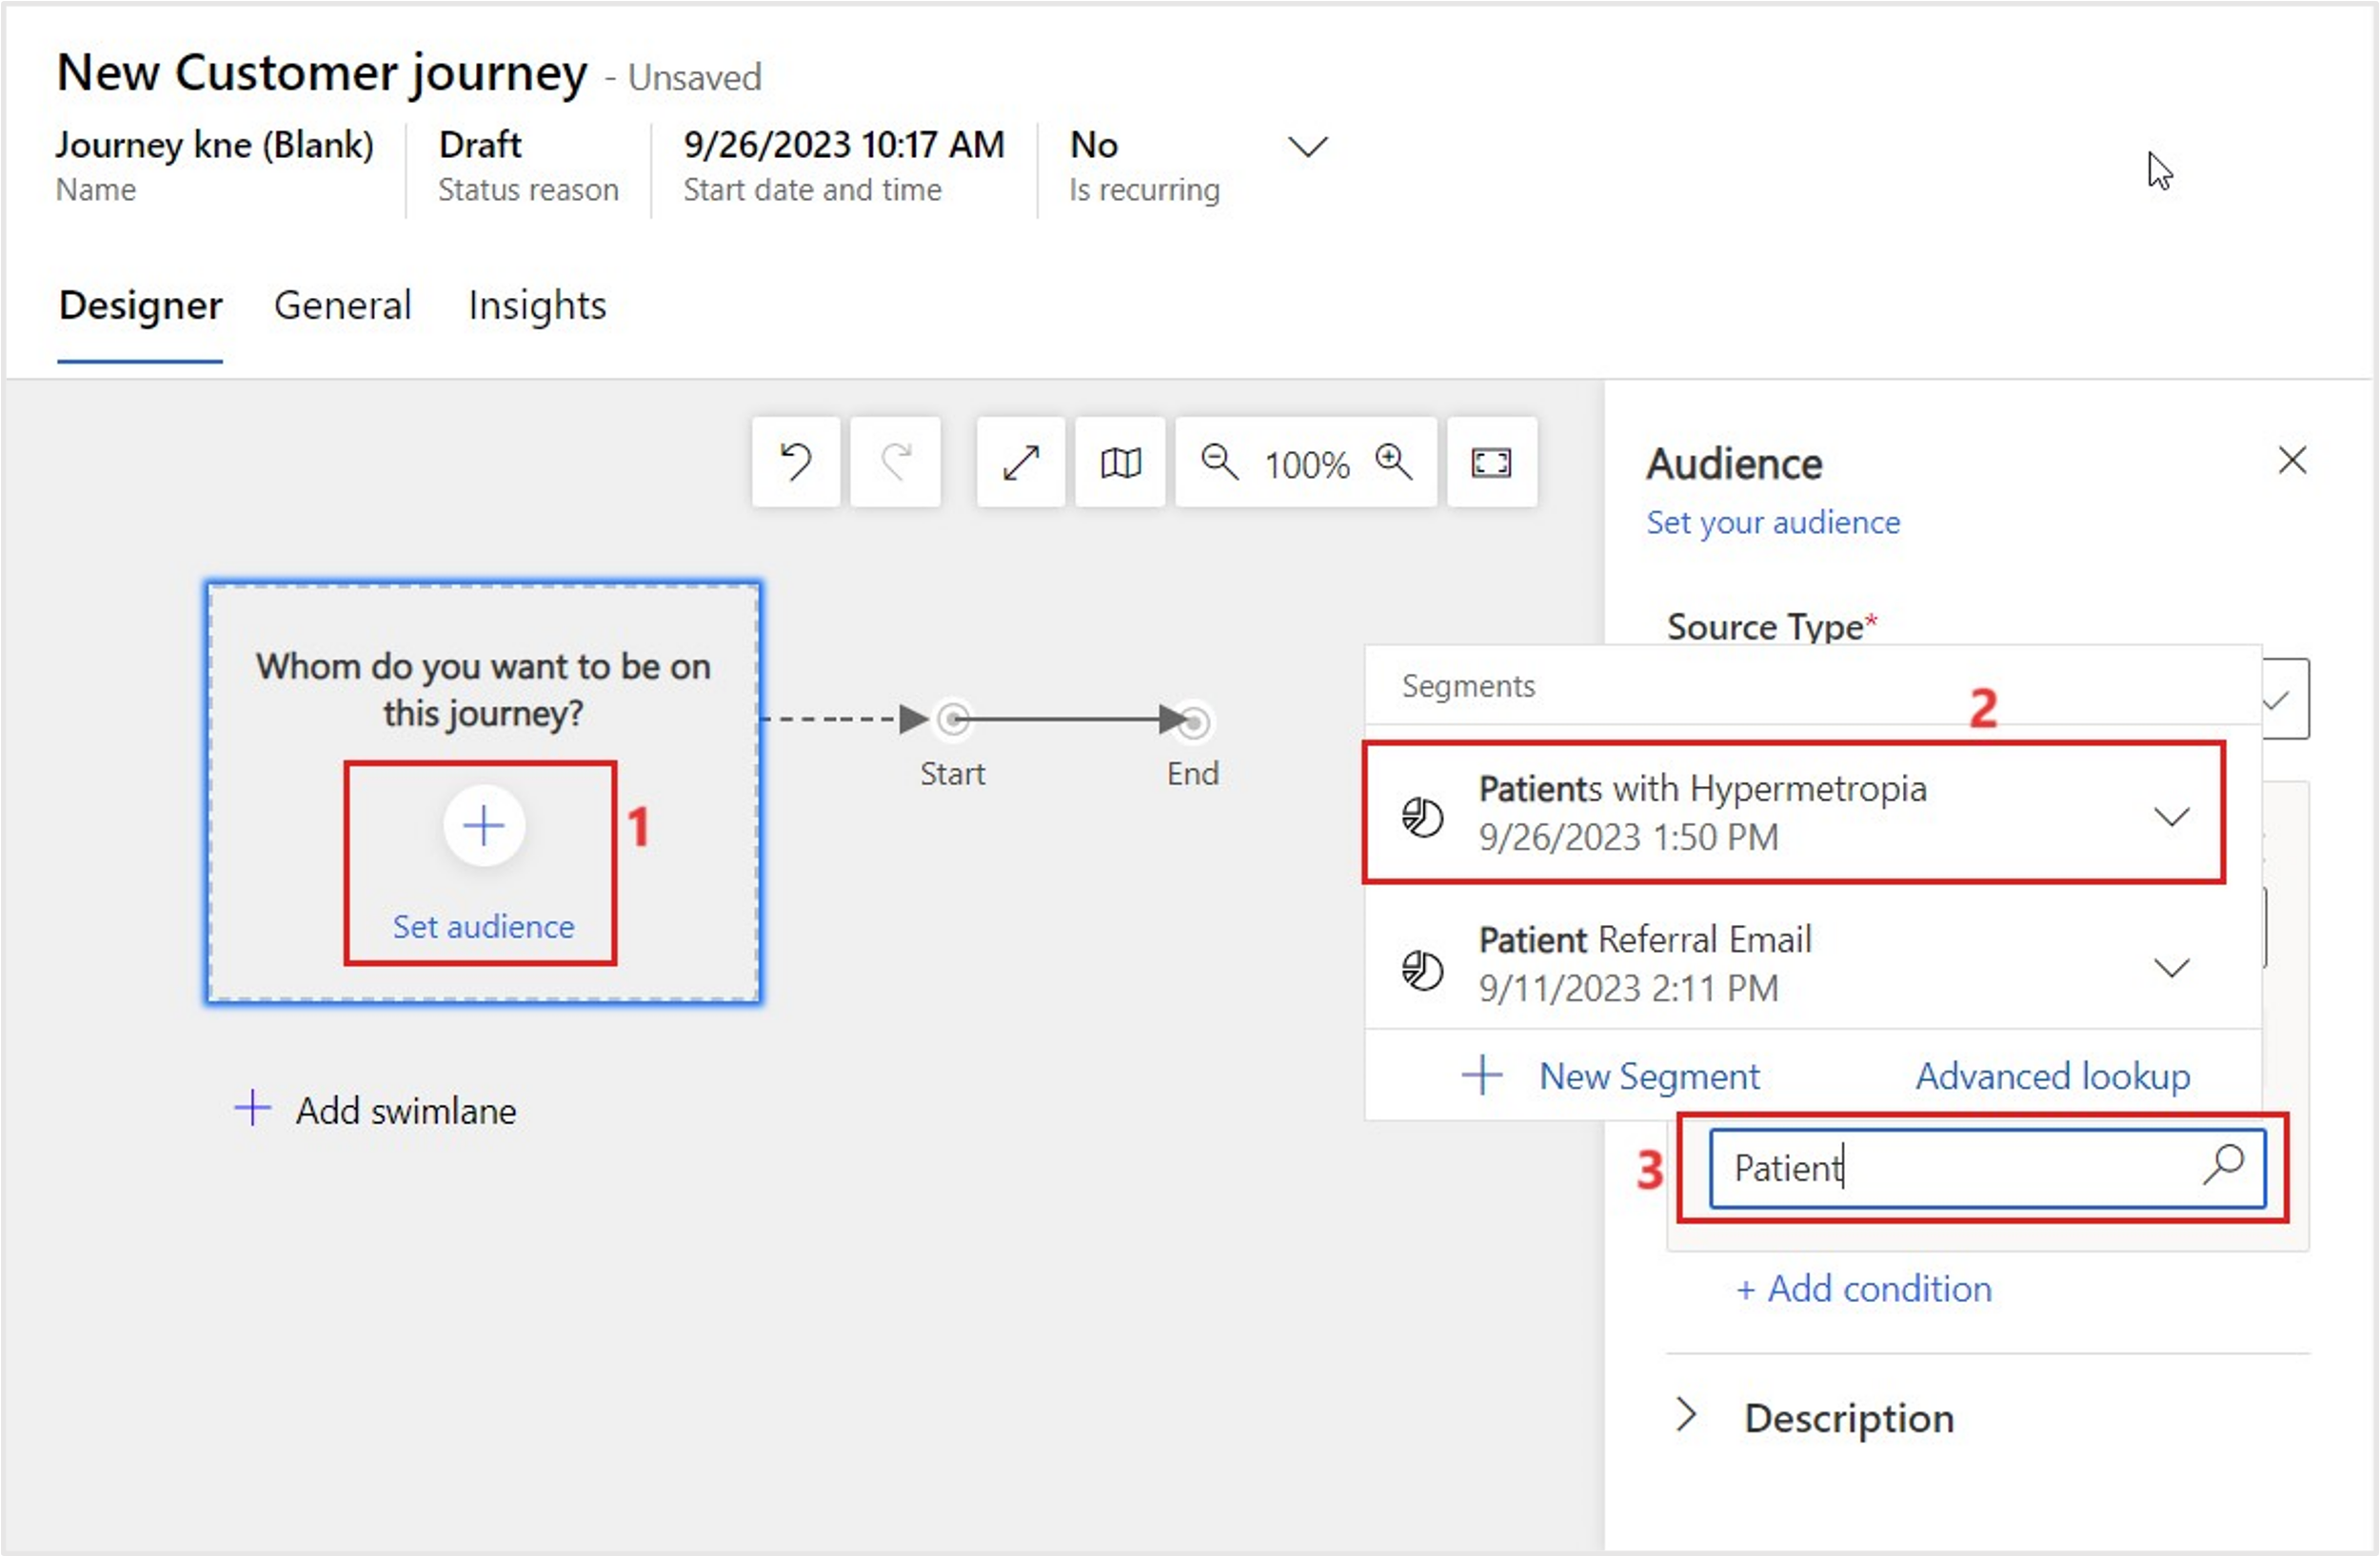 New Customer journey - Unsaved
Journey kne (Blank)
Name
Draft
Status reason
9/26/2023 10:17 AM
Start date and time
No
Is recurring
Designer
General
Insights
100%
Whom do you want to be on
this journey?
Set audience
1
Start
End
+ Add swimlane
Audience
Set your audience
Source Type*
Segments
2
Patients with Hypermetropia
9/26/2023 1:50 PM
Patient Referral Email
9/11/2023 2:11 PM
+ New Segment
Advanced lookup
3
Patient
+ Add condition
Description